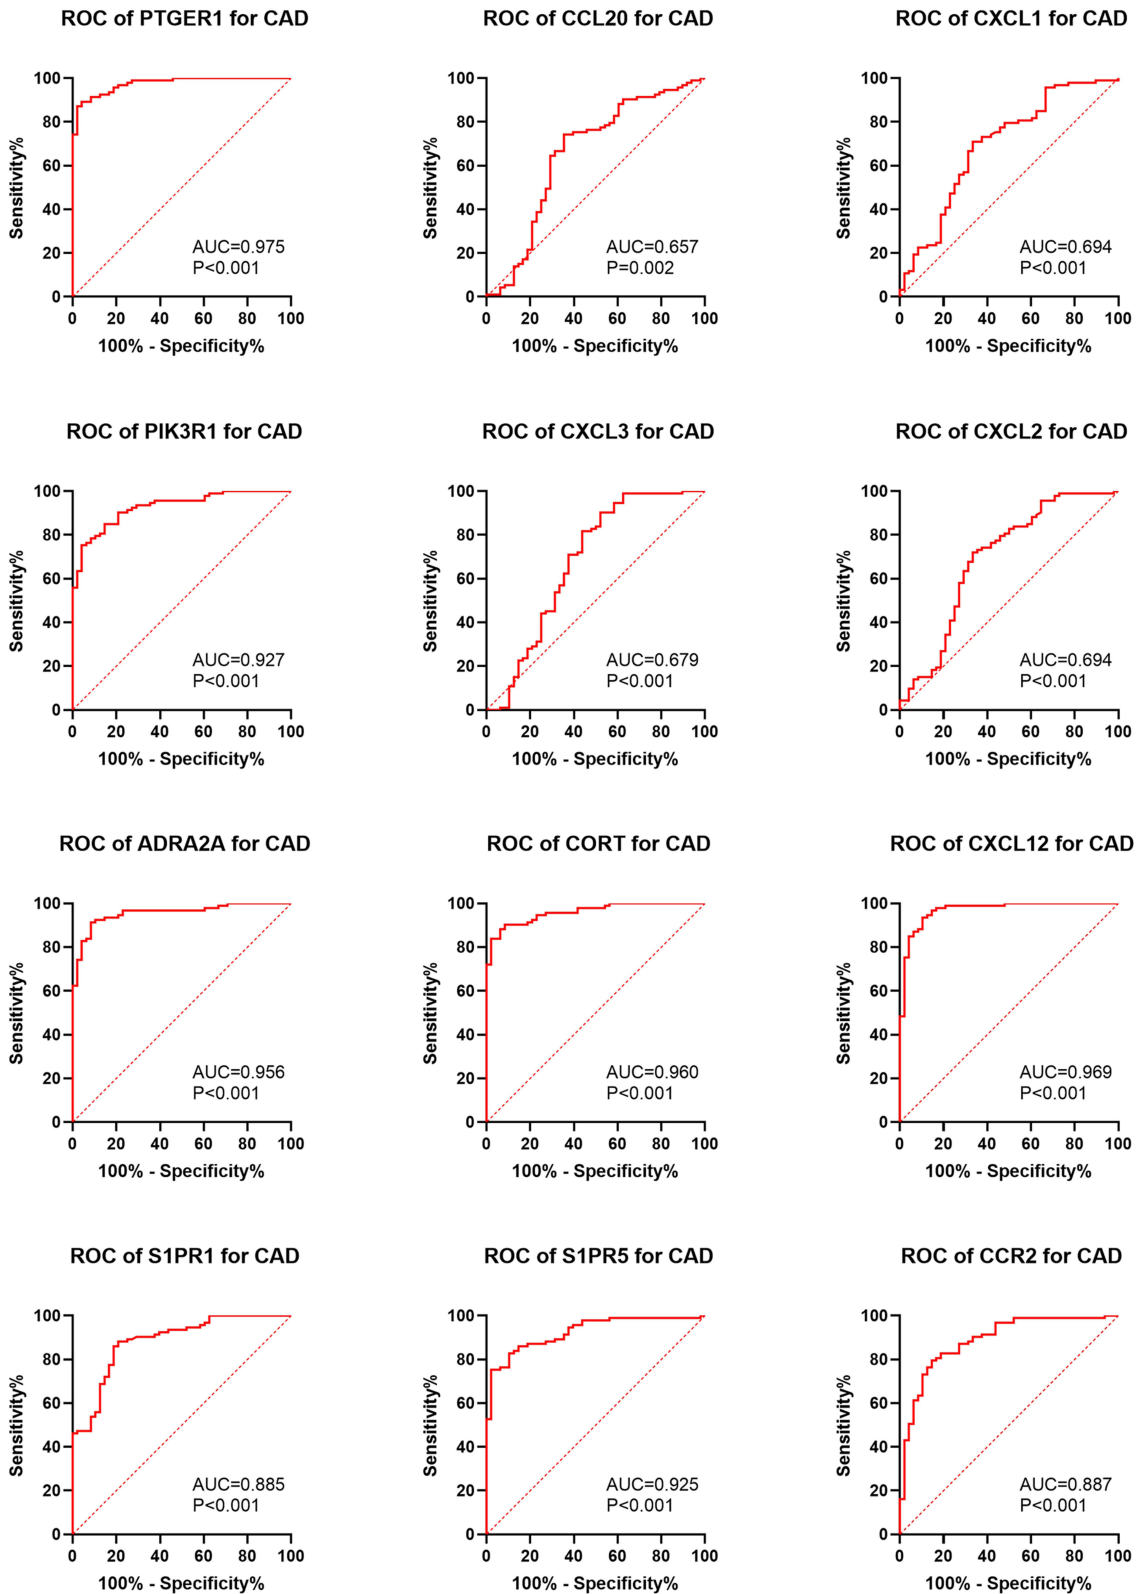 ROC of PTGER1 for CAD
Sensitivity%
100
80
60
40
20
0
AUC=0.975
P<0.001
0 20 40 60 80 100
100% - Specificity%
ROC of CCL20 for CAD
Sensitivity%
100
80
60
40
20
0
AUC=0.657
P=0.002
0 20 40 60 80 100
100% - Specificity%
ROC of CXCL1 for CAD
Sensitivity%
100
80
60
40
20
0
AUC=0.694
P<0.001
0 20 40 60 80 100
100% - Specificity%
ROC of PIK3R1 for CAD
Sensitivity%
100
80
60
40
20
0
AUC=0.927
P<0.001
0 20 40 60 80 100
100% - Specificity%
ROC of CXCL3 for CAD
Sensitivity%
100
80
60
40
20
0
AUC=0.679
P<0.001
0 20 40 60 80 100
100% - Specificity%
ROC of CXCL2 for CAD
Sensitivity%
100
80
60
40
20
0
AUC=0.694
P<0.001
0 20 40 60 80 100
100% - Specificity%
ROC of ADRA2A for CAD
Sensitivity%
100
80
60
40
20
0
AUC=0.956
P<0.001
0 20 40 60 80 100
100% - Specificity%
ROC of CORT for CAD
Sensitivity%
100
80
60
40
20
0
AUC=0.960
P<0.001
0 20 40 60 80 100
100% - Specificity%
ROC of CXCL12 for CAD
Sensitivity%
100
80
60
40
20
0
AUC=0.969
P<0.001
0 20 40 60 80 100
100% - Specificity%
ROC of S1PR1 for CAD
Sensitivity%
100
80
60
40
20
0
AUC=0.885
P<0.001
0 20 40 60 80 100
100% - Specificity%
ROC of S1PR5 for CAD
Sensitivity%
100
80
60
40
20
0
AUC=0.925
P<0.001
0 20 40 60 80 100
100% - Specificity%
ROC of CCR2 for CAD
Sensitivity%
100
80
60
40
20
0
AUC=0.887
P<0.001
0 20 40 60 80 100
100% - Specificity%